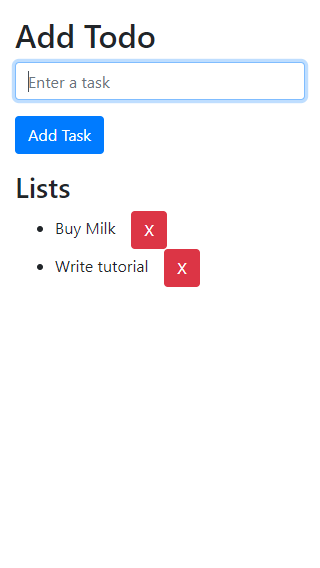 Add Todo
Enter a task
Add Task
Lists
Buy Milk X
Write tutorial X